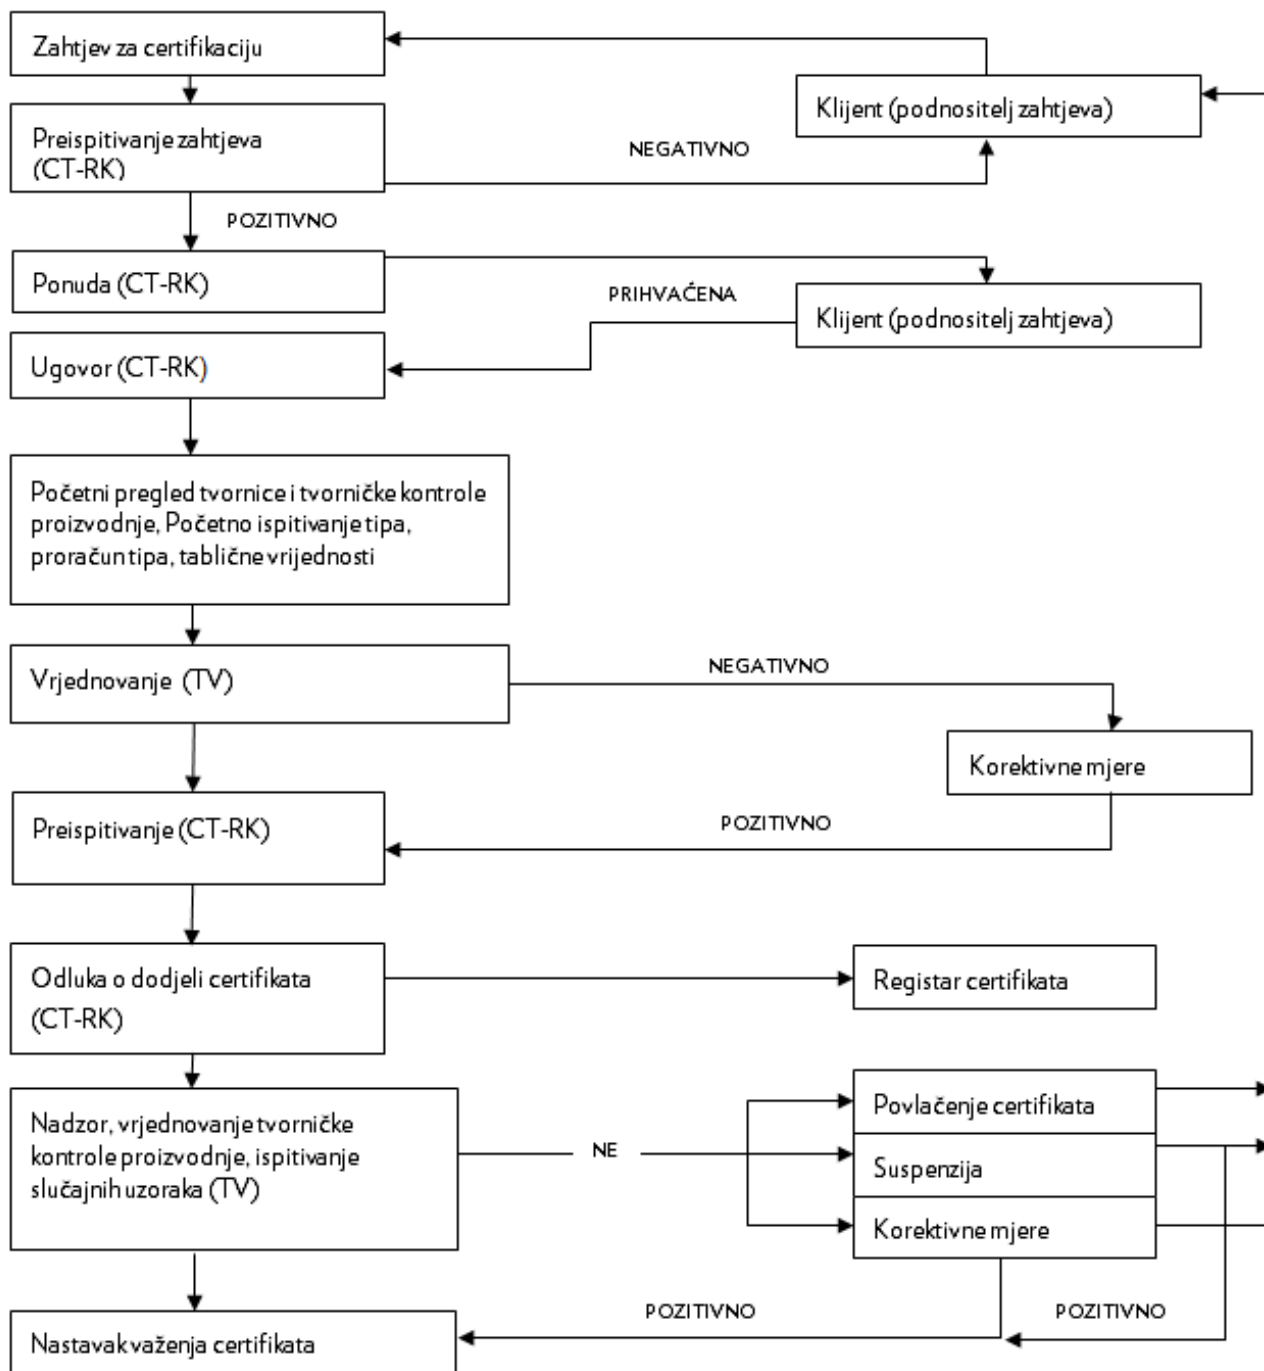 Zahtjev za certifikaciju
Klijent (podnositelj zahtjeva)
Preispitivanje zahtjeva
(CT-RK)
NEGATIVNO
POZITIVNO
Ponuda (CT-RK)
PRIHVAĆENA
Klijent (podnositelj zahtjeva)
Ugovor (CT-RK)
Početni pregled tvornice i tvorničke kontrole
proizvodnje, Početno ispitivanje tipa,
proračun tipa, tablične vrijednosti
Vrjednovanje (TV)
NEGATIVNO
Korektivne mjere
POZITIVNO
Preispitivanje (CT-RK)
Odluka o dodjeli certifikata
(CT-RK)
Registar certifikata
Nadzor, vrjednovanje tvorničke
kontrole proizvodnje, ispitivanje
slučajnih uzoraka (TV)
NE
Povlačenje certifikata
Suspenzija
Korektivne mjere
POZITIVNO
POZITIVNO
Nastavak važenja certifikata